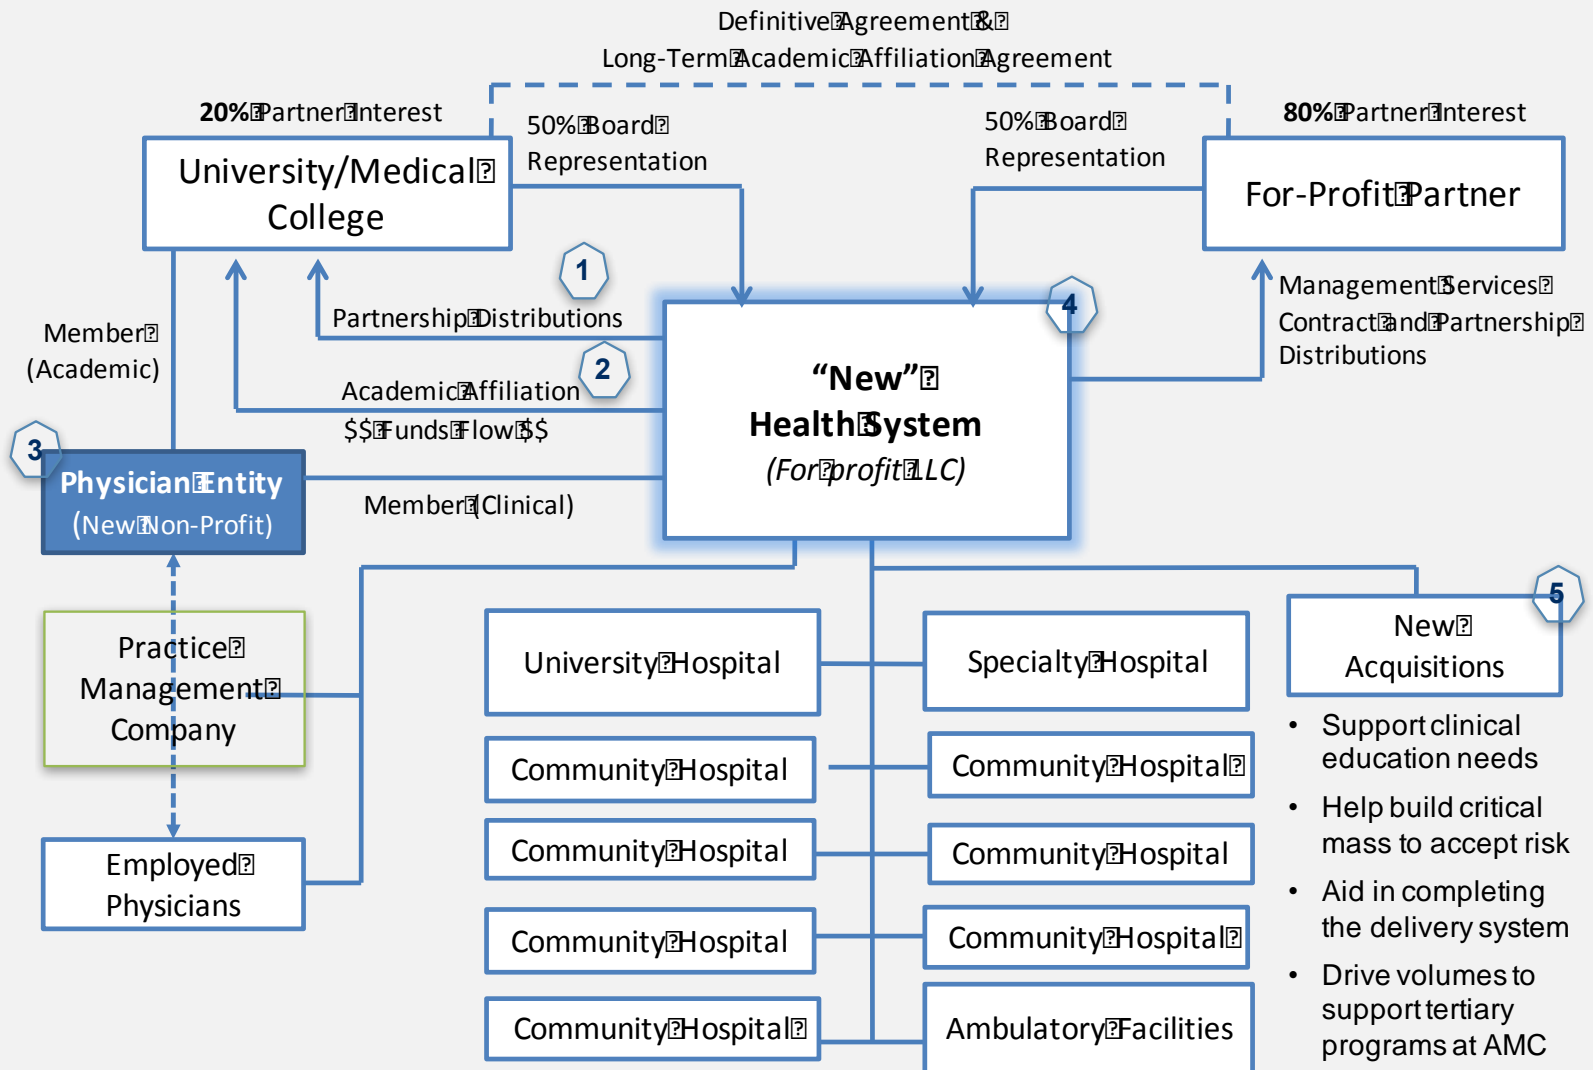 Definitive Agreement &
Long-Term Academic Affiliation Agreement
20% Partner Interest
50% Board
Representation
50% Board
Representation
80% Partner Interest
University/Medical
College
For-Profit Partner
1
Partnership Distributions
2
Academic Affiliation
$$ Funds Flow $$
Member
(Academic)
4
“New”
Health System
(For profit LLC)
Management Services
Contract and Partnership
Distributions
3
Physician Entity
(New Non-Profit)
Member (Clinical)
Practice
Management
Company
Employed
Physicians
University Hospital
Specialty Hospital
Community Hospital
Community Hospital
Community Hospital
Community Hospital
Community Hospital
Community Hospital
Community Hospital
Ambulatory Facilities
5
New
Acquisitions
• Support clinical
education needs
• Help build critical
mass to accept risk
• Aid in completing
the delivery system
• Drive volumes to
support tertiary
programs at AMC